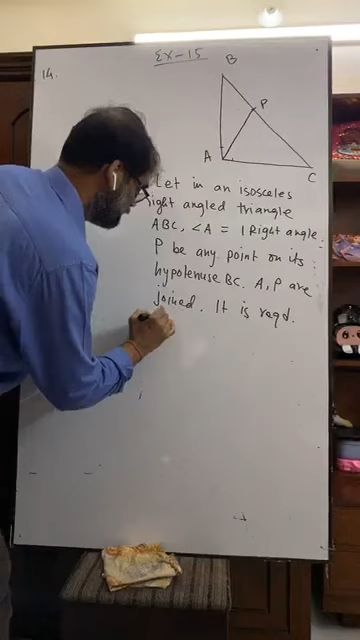 EX-15
14.
B
P
A
C
Let in an isosceles
right angled triangle
ABC, ∠A = 1 Right angle.
P be any point on its
hypotenuse BC. A, P are
joined. It is reqd.